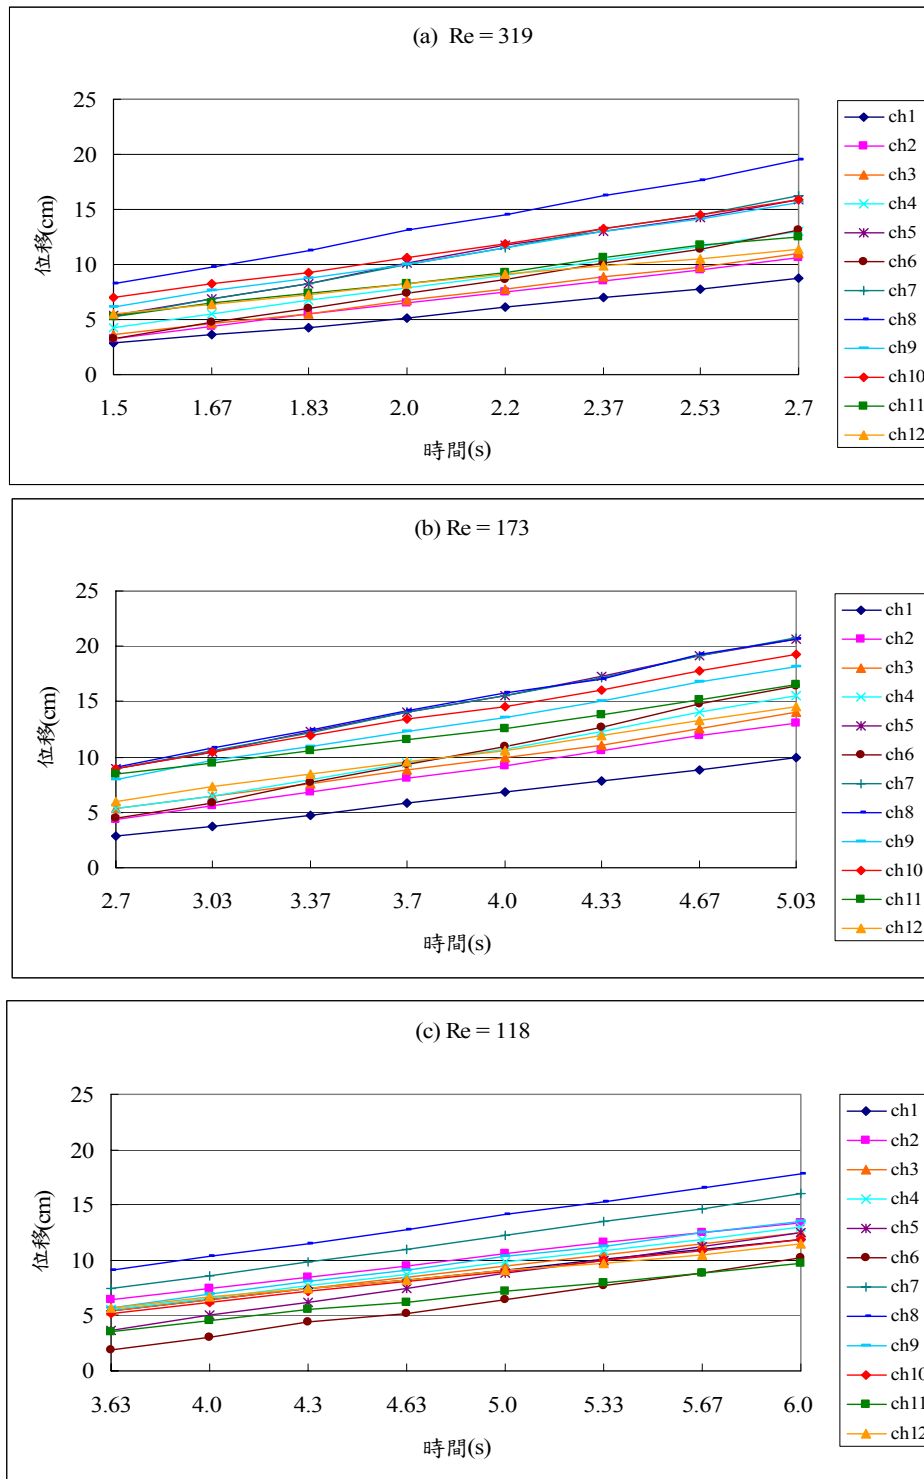 (a) Re = 319
25
20
15
10
5
0
位移(cm)
1.5 1.67 1.83 2.0 2.2 2.37 2.53 2.7
時間(s)
ch1
ch2
ch3
ch4
ch5
ch6
ch7
ch8
ch9
ch10
ch11
ch12
(b) Re = 173
25
20
15
10
5
0
位移(cm)
2.7 3.03 3.37 3.7 4.0 4.33 4.67 5.03
時間(s)
ch1
ch2
ch3
ch4
ch5
ch6
ch7
ch8
ch9
ch10
ch11
ch12
(c) Re = 118
25
20
15
10
5
0
位移(cm)
3.63 4.0 4.3 4.63 5.0 5.33 5.67 6.0
時間(s)
ch1
ch2
ch3
ch4
ch5
ch6
ch7
ch8
ch9
ch10
ch11
ch12